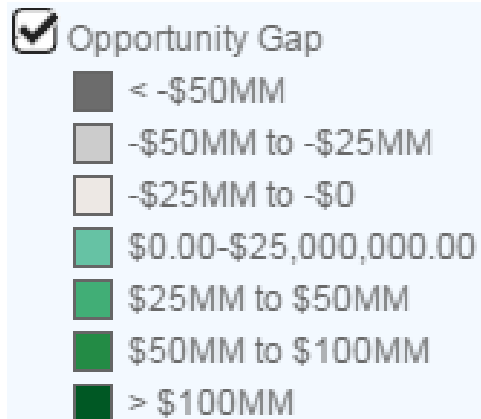 Opportunity Gap
< -$50MM
-$50MM to -$25MM
-$25MM to -$0
$0.00-$25,000,000.00
$25MM to $50MM
$50MM to $100MM
> $100MM